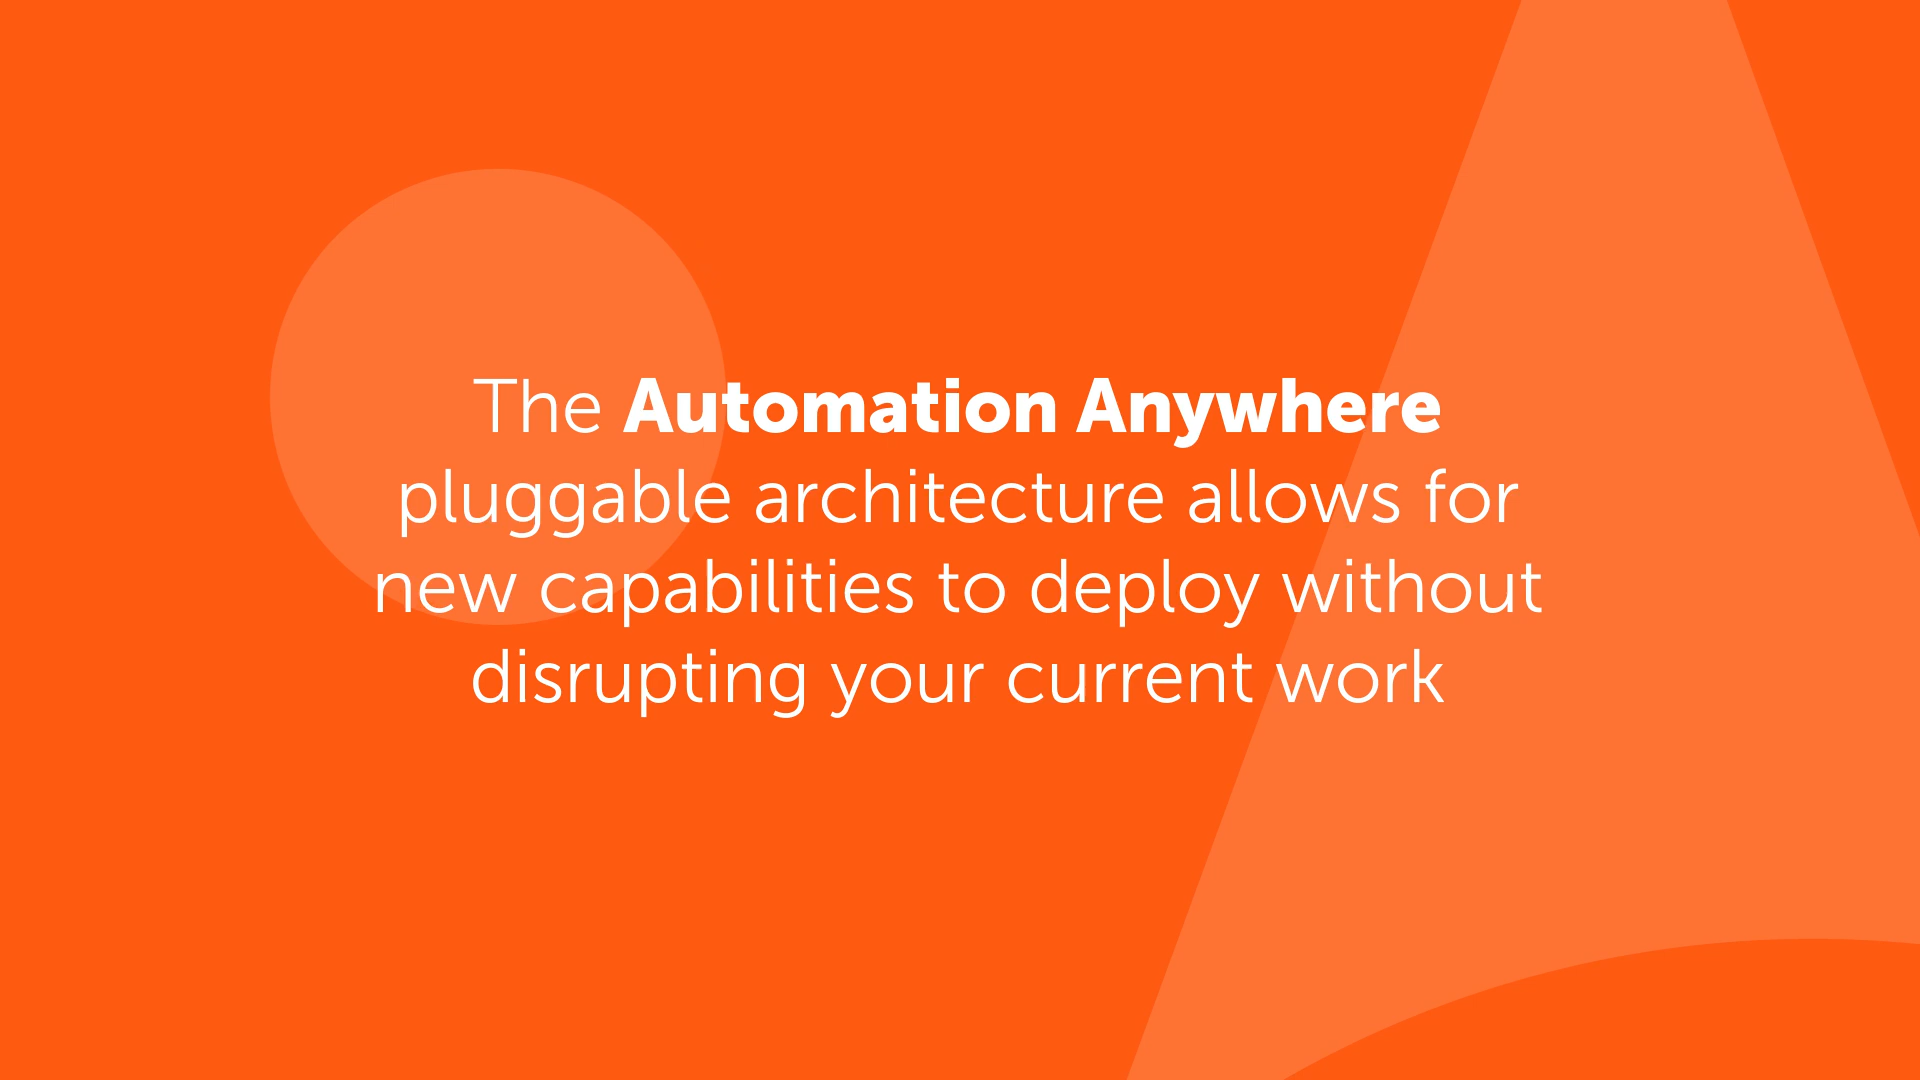 The Automation Anywhere
pluggable architecture allows for
new capabilities to deploy without
disrupting your current work